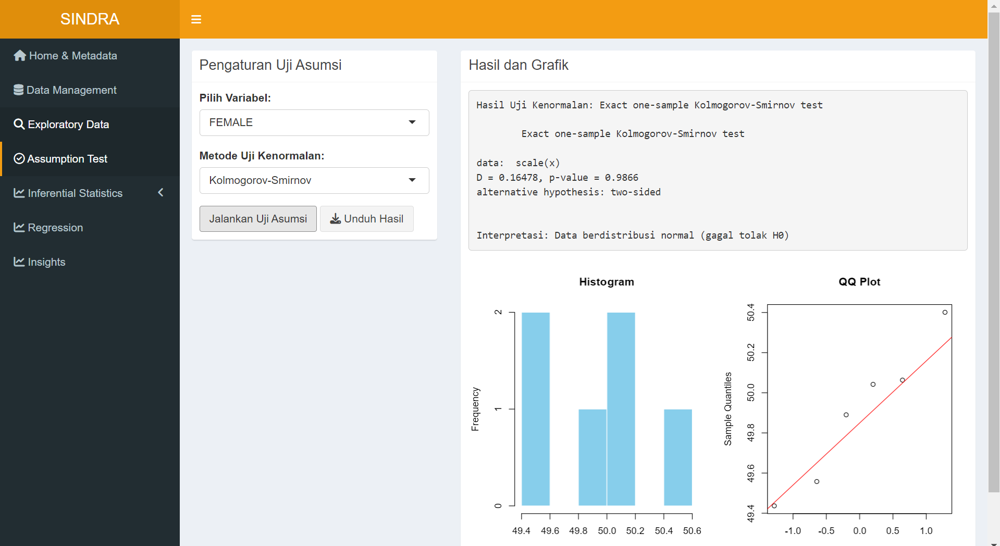 SINDRA
Home & Metadata
Data Management
Exploratory Data
Assumption Test
Inferential Statistics
Regression
Insights
Pengaturan Uji Asumsi
Pilih Variabel:
FEMALE
Metode Uji Kenormalan:
Kolmogorov-Smirnov
Jalankan Uji Asumsi
Unduh Hasil
Hasil dan Grafik
Hasil Uji Kenormalan: Exact one-sample Kolmogorov-Smirnov test
Exact one-sample Kolmogorov-Smirnov test
data:  scale(x)
D = 0.16478, p-value = 0.9866
alternative hypothesis: two-sided
Interpretasi: Data berdistribusi normal (gagal tolak H0)
Histogram
Frequency
2
1
0
49.4 49.6 49.8 50.0 50.2 50.4 50.6
QQ Plot
Sample Quantiles
50.4
50.2
50.0
49.8
49.6
49.4
-1.0 -0.5 0.0 0.5 1.0